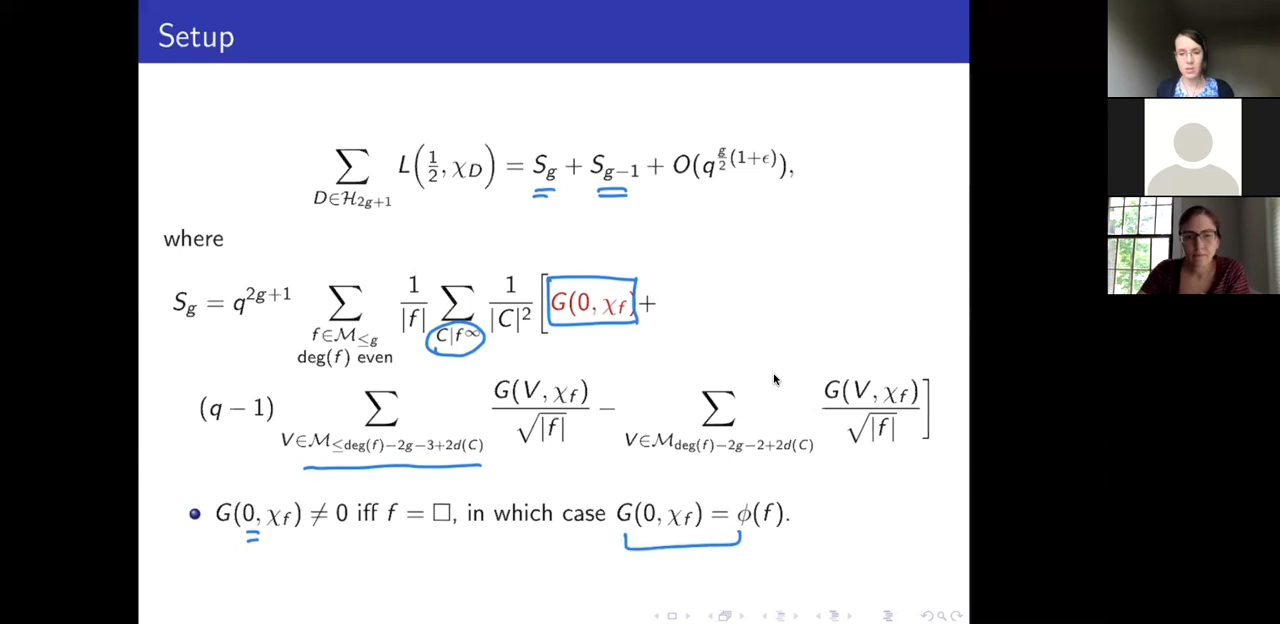 Setup
∑_{D∈ℋ_{2g+1}} L(1/2, χ_D) = S_g + S_{g−1} + O(q^{g/2(1+ϵ)}),
where
S_g = q^{2g+1} ∑_{f∈ℳ_{≤g} deg(f) even} 1/|f| ∑_{C|f^∞} 1/|C|^2 [G(0, χ_f) +
(q − 1) ∑_{V∈ℳ_{≤deg(f)−2g−3+2d(C)}} G(V, χ_f)/√|f| − ∑_{V∈ℳ_{deg(f)−2g−2+2d(C)}} G(V, χ_f)/√|f| ]
G(0, χ_f) ≠ 0 iff f = □, in which case G(0, χ_f) = ϕ(f).